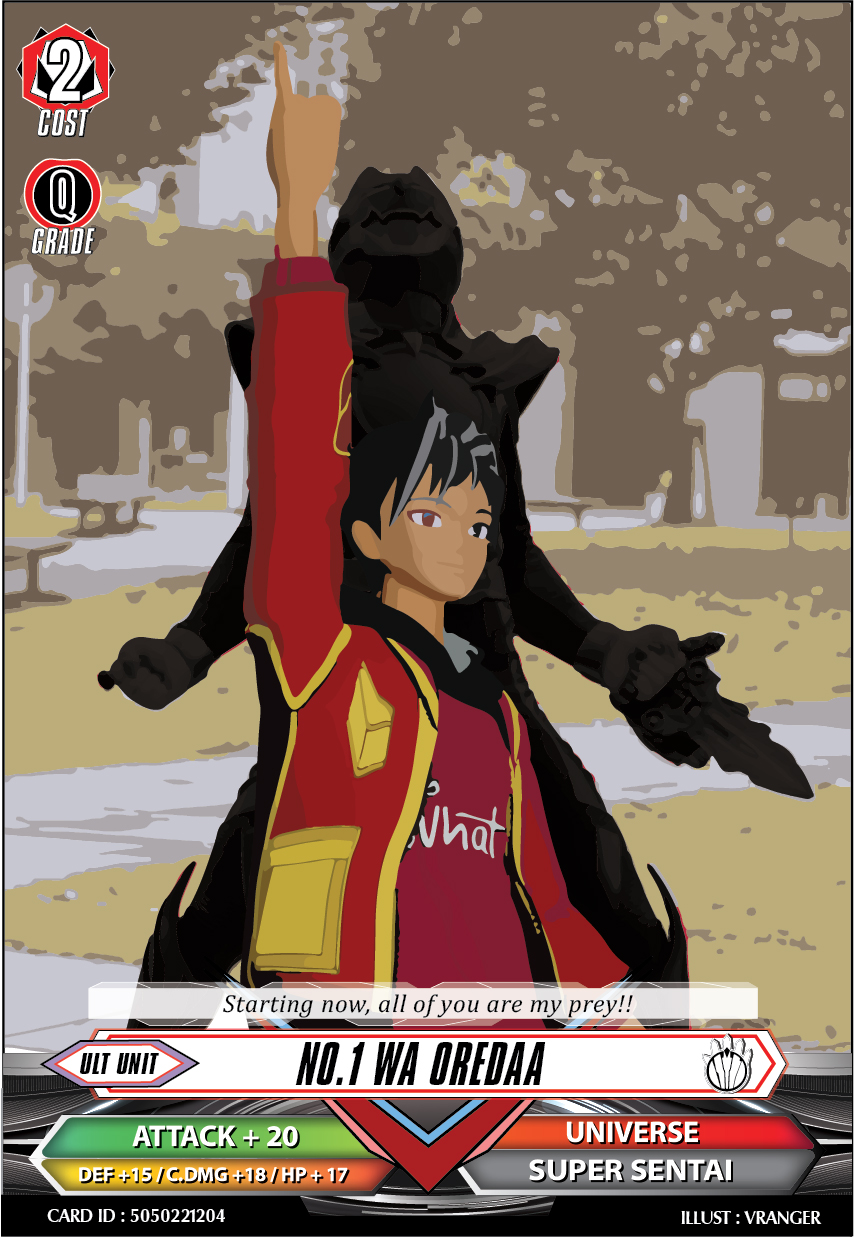 2
COST
Q
GRADE
What
Starting now, all of you are my prey!!
ULT UNIT
NO.1 WA OREDAA
ATTACK + 20
UNIVERSE
DEF +15 / C.DMG +18 / HP + 17
SUPER SENTAI
CARD ID : 5050221204
ILLUST : VRANGER